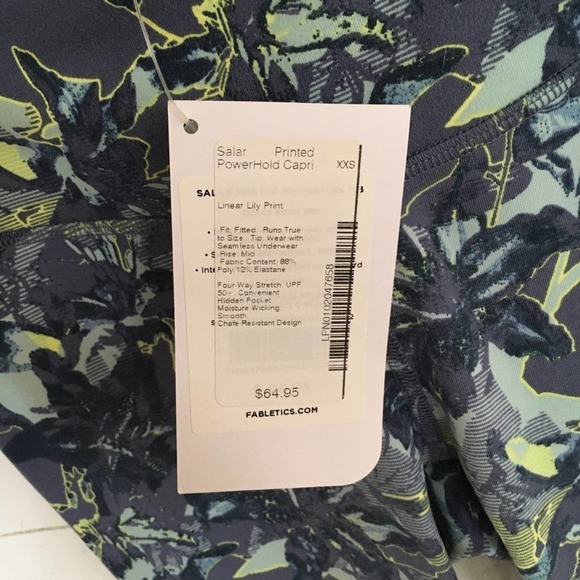 Salar Printed
PowerHold Capri XXS
SAL
Linear Lily Print
Fit: Fitted. Runs True
to Size. Tip: Wear with
Seamless Underwear
Rise: Mid
Fabric Content: 88%
Poly/12% Elastane
Four-Way Stretch. UPF
50+. Convenient
Hidden Pocket
Moisture Wicking.
Smooth
Chafe Resistant Design
LPN0102047658
$64.95
FABLETICS.COM